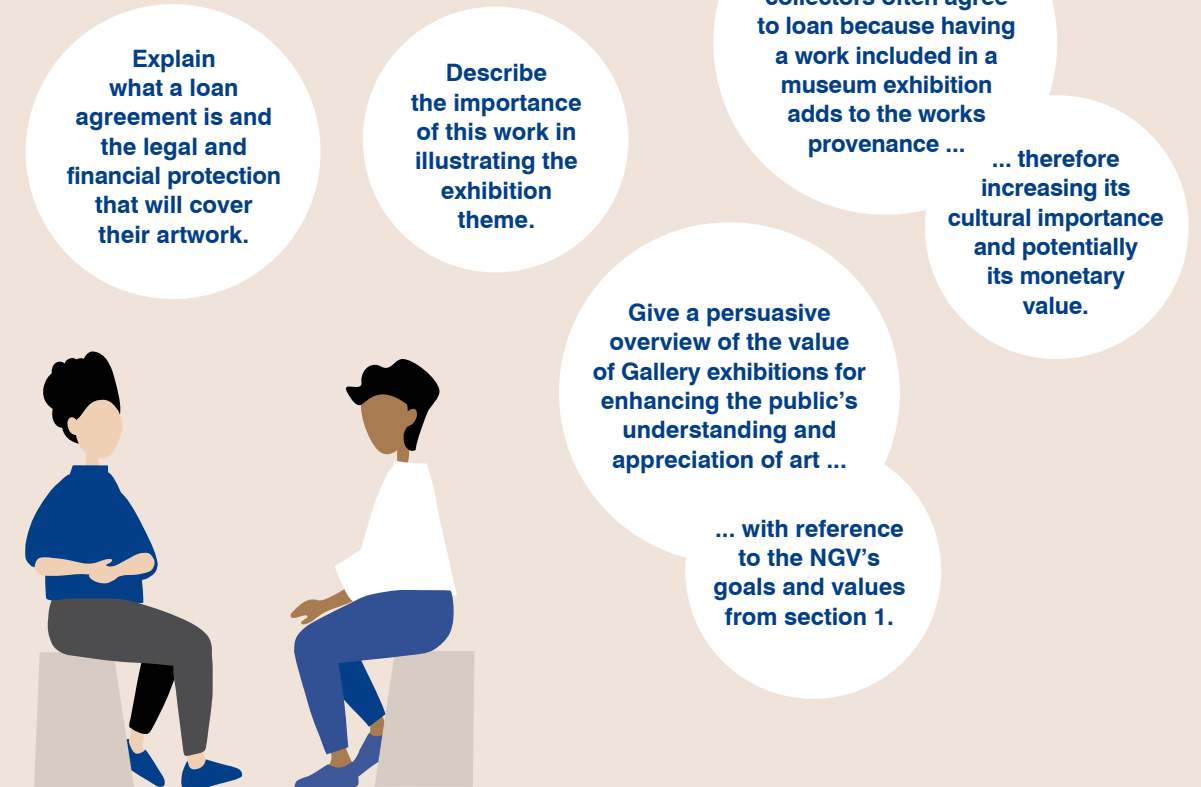 Explain
what a loan
agreement is and
the legal and
financial protection
that will cover
their artwork.
Describe
the importance
of this work in
illustrating the
exhibition
theme.
collectors often agree
to loan because having
a work included in a
museum exhibition
adds to the works
provenance ...
... therefore
increasing its
cultural importance
and potentially
its monetary
value.
Give a persuasive
overview of the value
of Gallery exhibitions for
enhancing the public’s
understanding and
appreciation of art ...
... with reference
to the NGV’s
goals and values
from section 1.